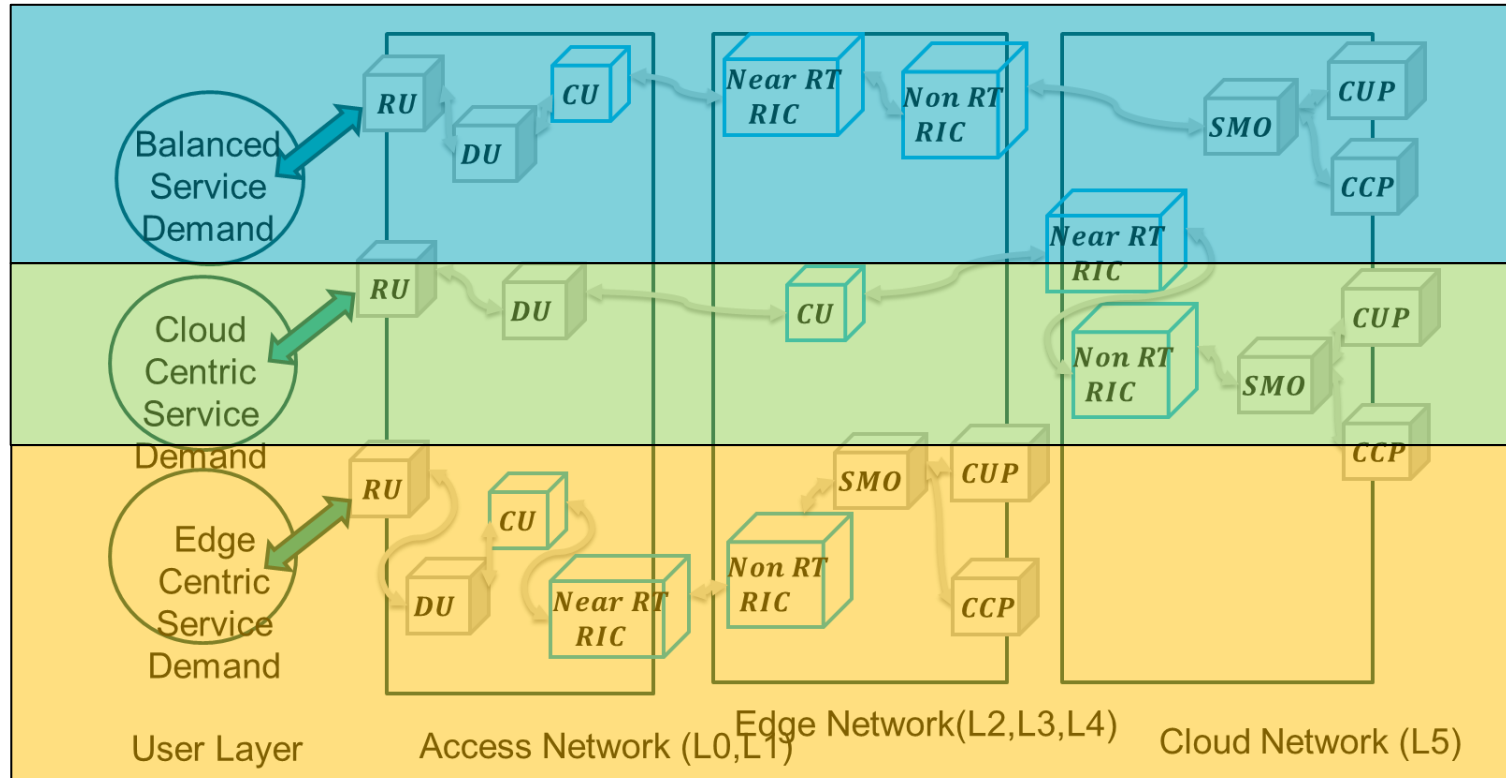 Balanced
Service
Demand
RU
DU
CU
Near RT
RIC
Non RT
RIC
SMO
CUP
CCP
Cloud
Centric
Service
Demand
RU
DU
CU
Near RT
RIC
Non RT
RIC
SMO
CUP
CCP
Edge
Centric
Service
Demand
RU
DU
CU
Near RT
RIC
Non RT
RIC
SMO
CUP
CCP
User Layer
Access Network (L0,L1)
Edge Network(L2,L3,L4)
Cloud Network (L5)